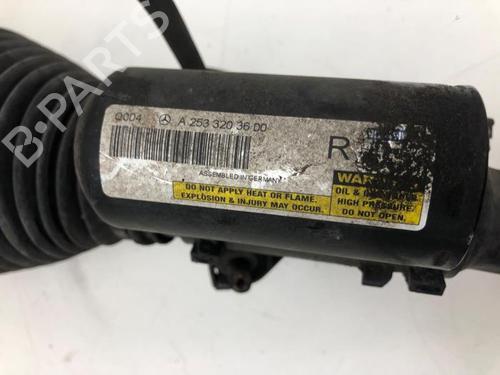 Q004 A 253 320 36 00
R
ASSEMBLED IN GERMANY
DO NOT APPLY HEAT OR FLAME.
EXPLOSION & INJURY MAY OCCUR.
OIL &
HIGH PRESSURE.
DO NOT OPEN.
B-PARTS